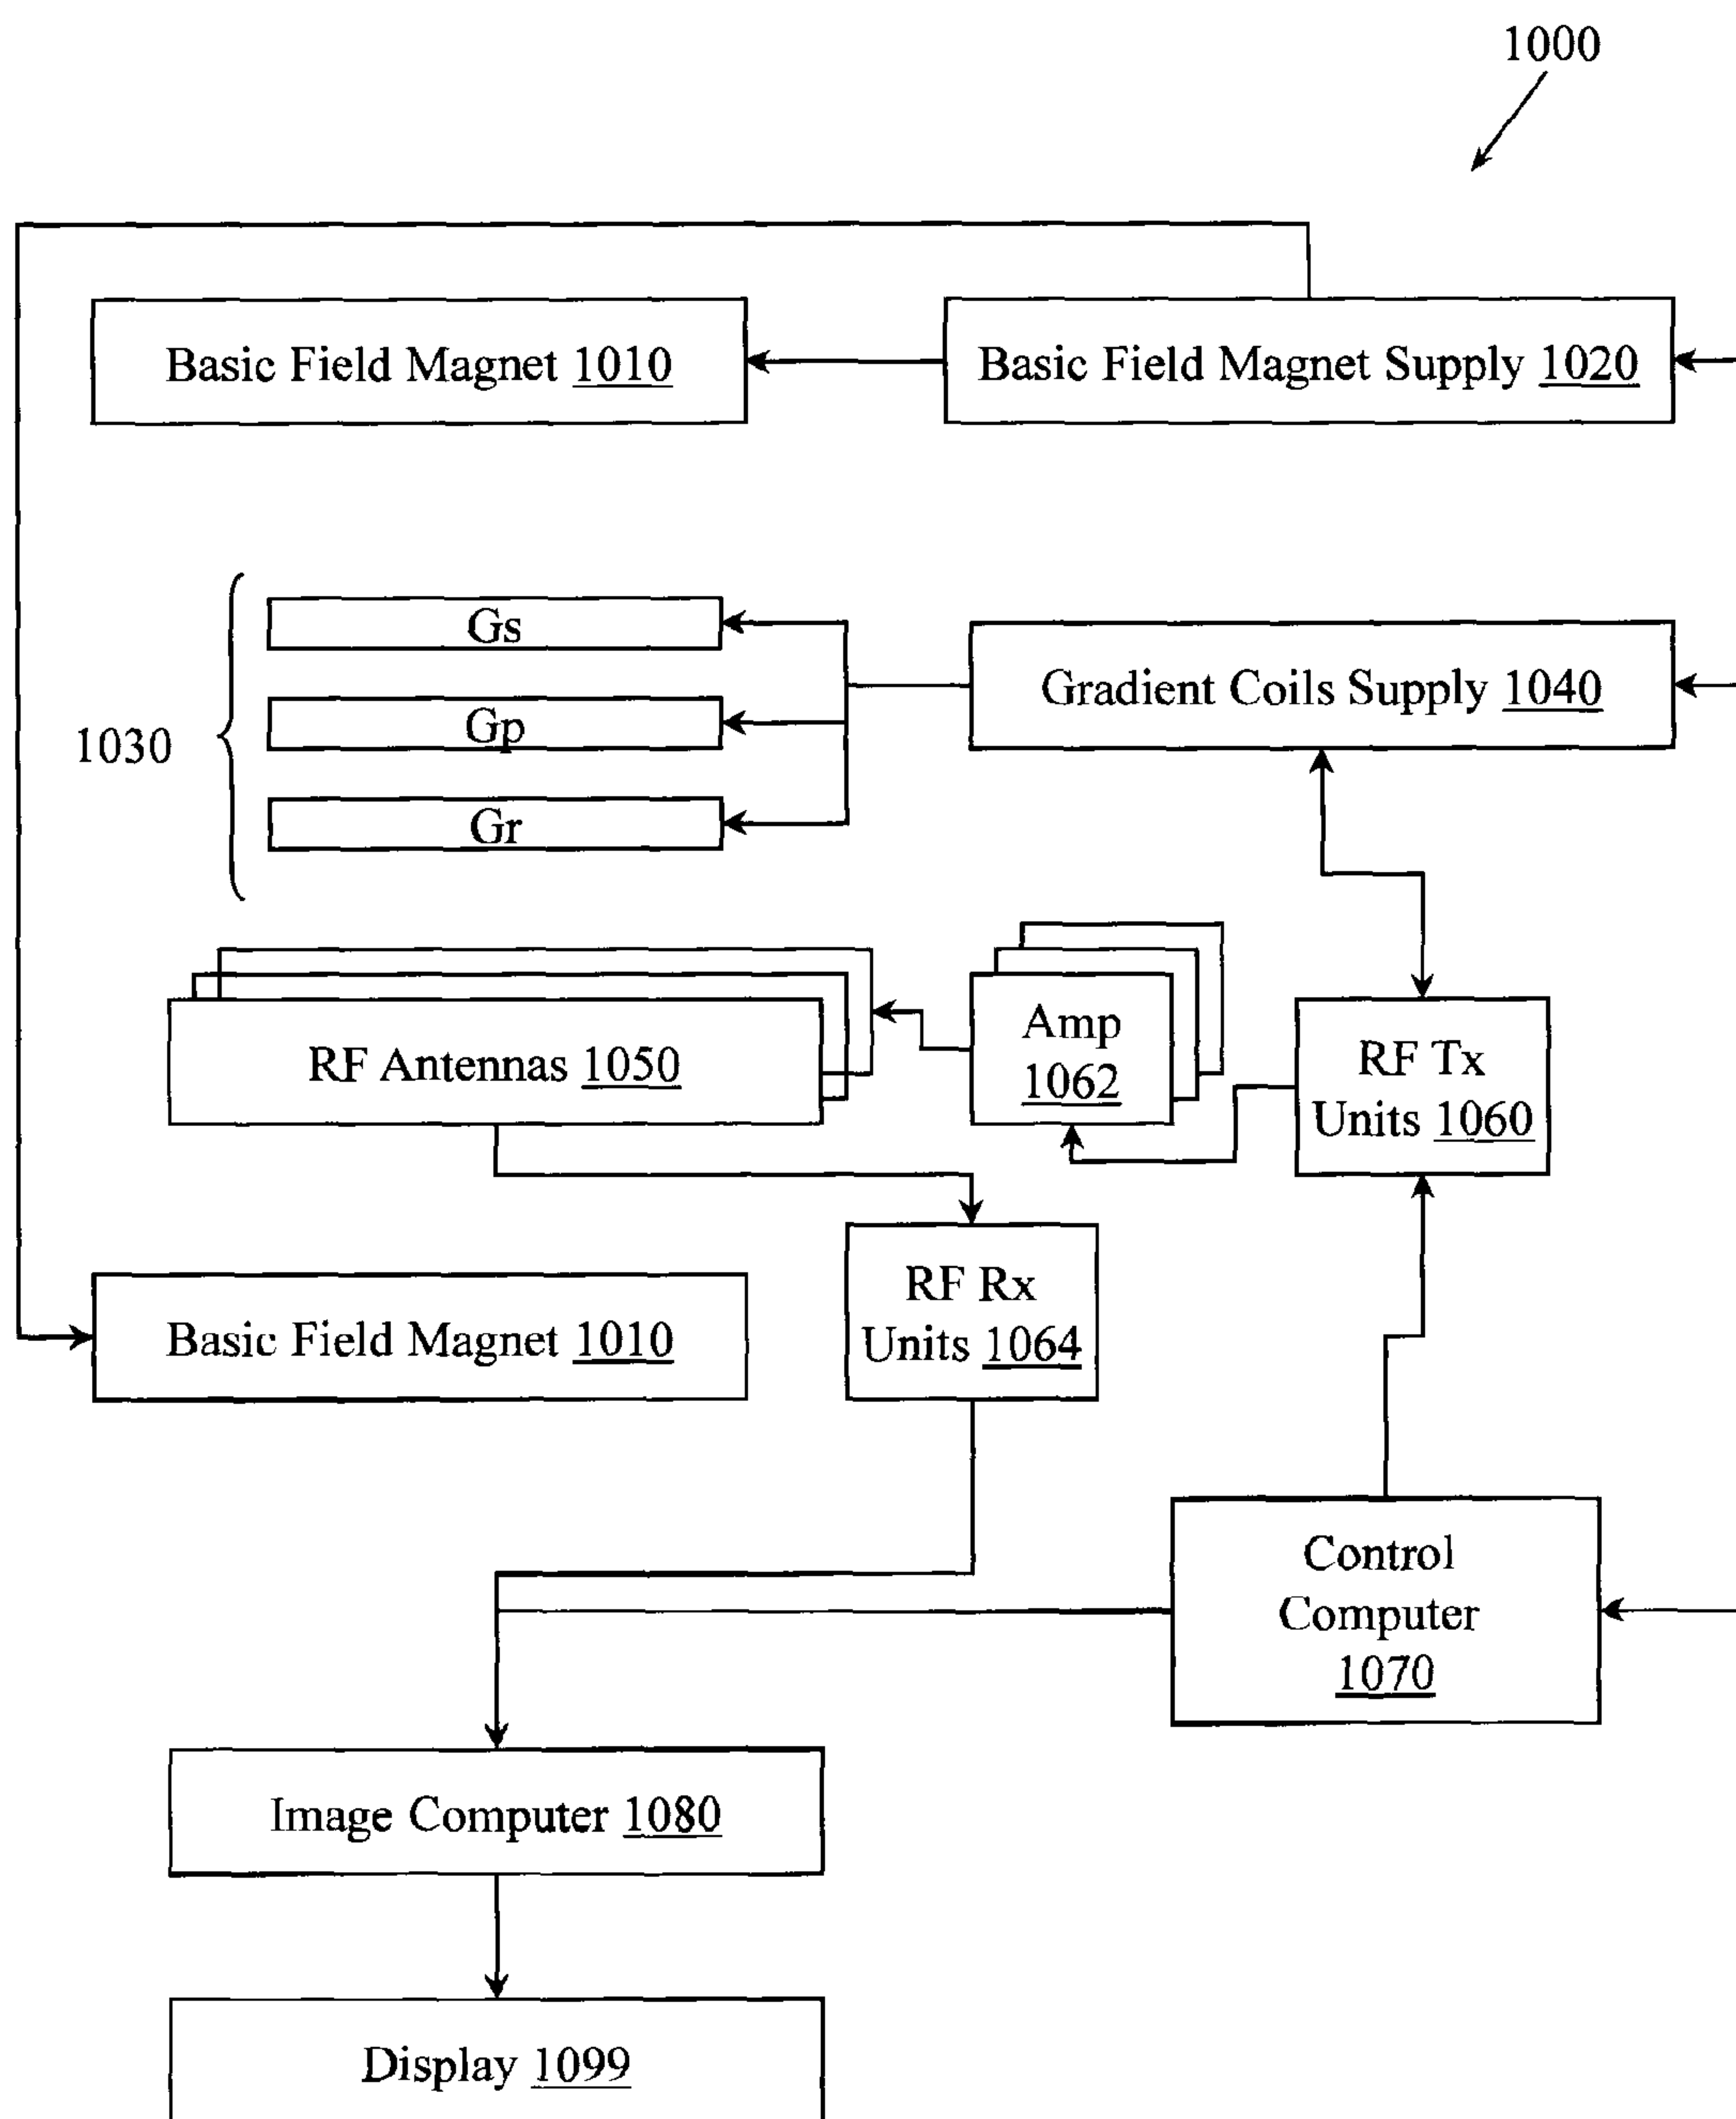 1000
Basic Field Magnet 1010
Basic Field Magnet Supply 1020
Gs
Gradient Coils Supply 1040
Gp
1030
Gr
Amp
1062
RF Antennas 1050
RF Tx
Units 1060
RF Rx
Units 1064
Basic Field Magnet 1010
Control
Computer
1070
Image Computer 1080
Display 1099